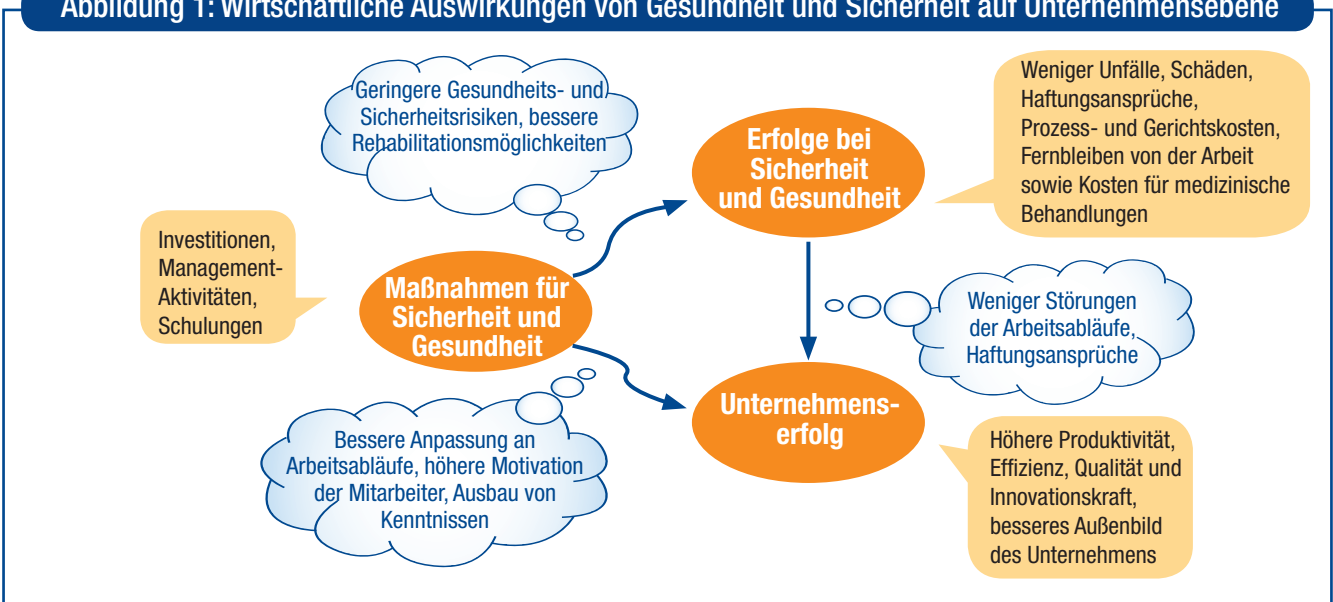 Abbildung 1: Wirtschaftliche Auswirkungen von Gesundheit und Sicherheit auf Unternehmensebene
Geringere Gesundheits- und
Sicherheitsrisiken, bessere
Rehabilitationsmöglichkeiten
Erfolge bei
Sicherheit
und Gesundheit
Weniger Unfälle, Schäden,
Haftungsansprüche,
Prozess- und Gerichtskosten,
Fernbleiben von der Arbeit
sowie Kosten für medizinische
Behandlungen
Investitionen,
Management-
Aktivitäten,
Schulungen
Maßnahmen für
Sicherheit und
Gesundheit
Weniger Störungen
der Arbeitsabläufe,
Haftungsansprüche
Unternehmens-
erfolg
Bessere Anpassung an
Arbeitsabläufe, höhere Motivation
der Mitarbeiter, Ausbau von
Kenntnissen
Höhere Produktivität,
Effizienz, Qualität und
Innovationskraft,
besseres Außenbild
des Unternehmens